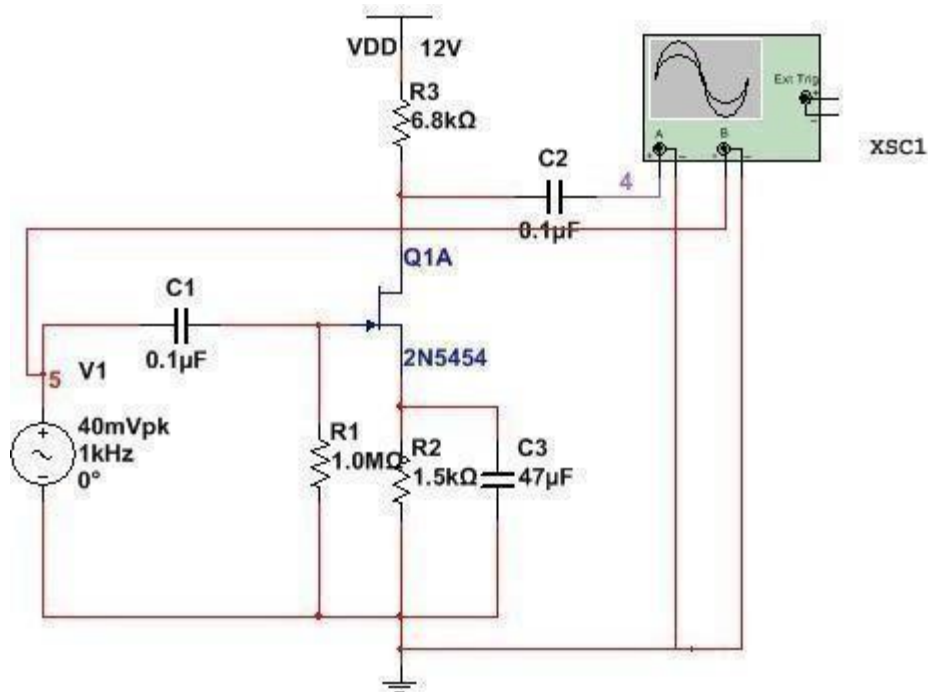 VDD 12V
R3
6.8kΩ
Ext Trig
+
−
A
B
+ − + −
XSC1
C2
4
0.1µF
Q1A
C1
0.1µF
2N5454
5
V1
40mVpk
1kHz
0°
+
−
R1
1.0MΩ
R2
1.5kΩ
C3
47µF